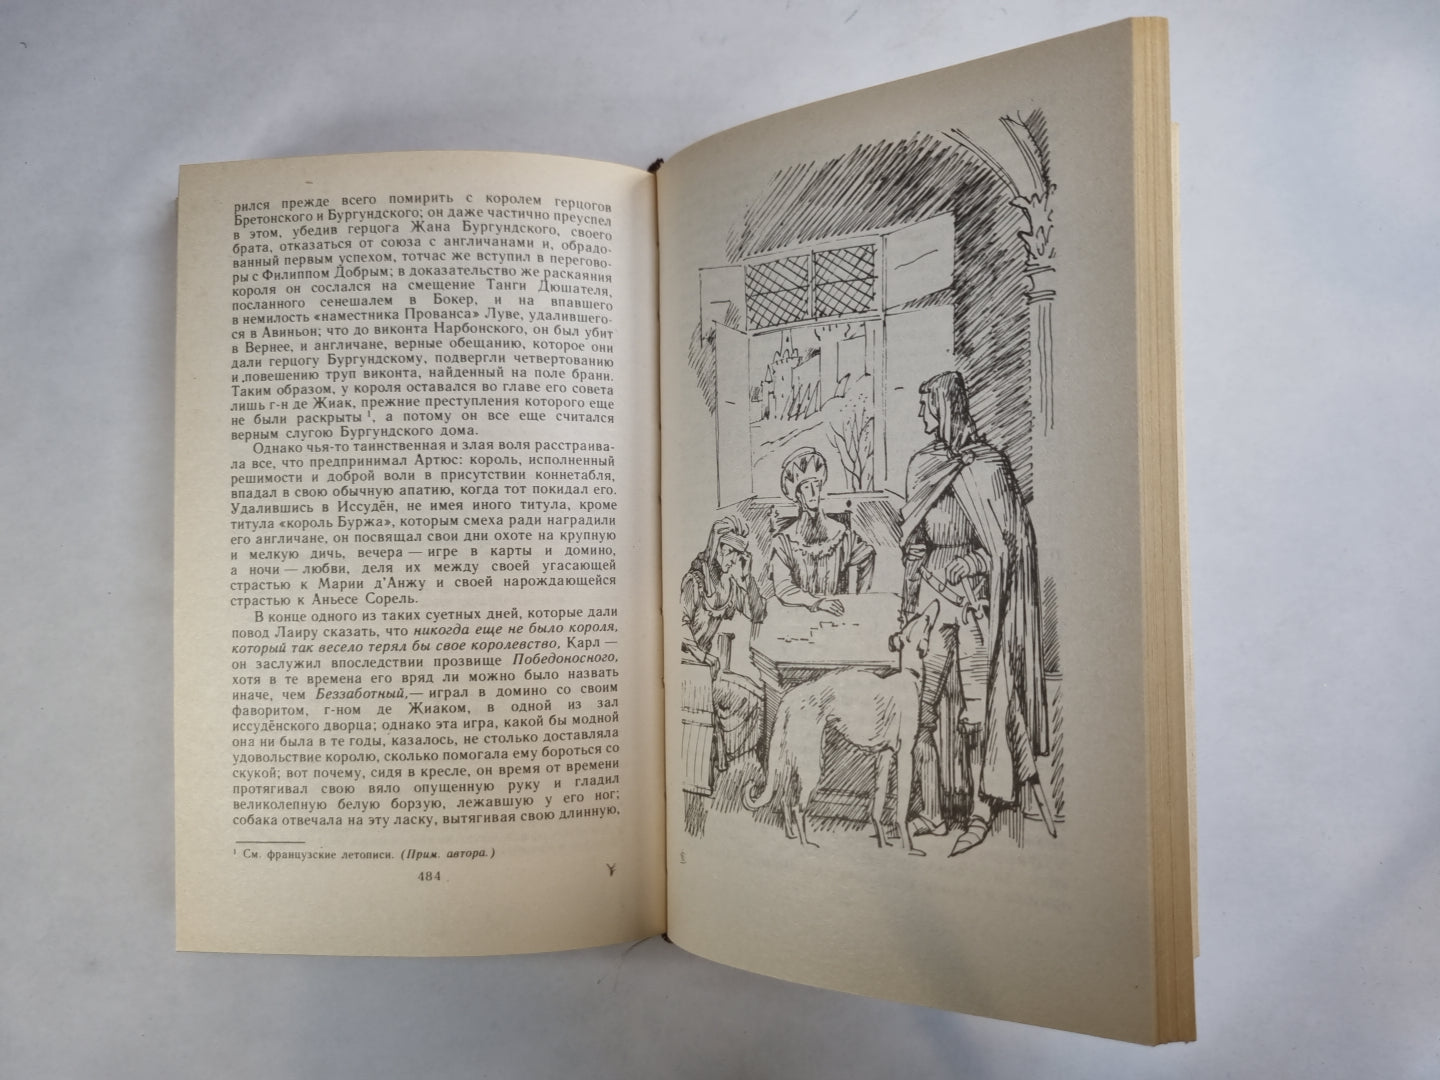 рился прежде всего помирить с королем герцогов
Бретонского и Бургундского; он даже частично преуспел
в этом, убедив герцога Жана Бургундского, своего
брата, отказаться от союза с англичанами и, обрадо-
ванный первым успехом, тотчас же вступил в перегово-
ры с Филиппом Добрым; в доказательство же раскаяния
короля он сослался на смещение Танги Дюшателя,
посланного сенешалем в Бокер, и на впавшего
в немилость «наместника Прованса» Луве, удалившего-
ся в Авиньон; что до виконта Нарбонского, он был убит
в Вернее, и англичане, верные обещанию, которое они
дали герцогу Бургундскому, подвергли четвертованию
и повешению труп виконта, найденный на поле брани.
Таким образом, у короля оставался во главе его совета
лишь г-н де Жиак, прежние преступления которого еще
не были раскрыты ¹, а потому он все еще считался
верным слугою Бургундского дома.
Однако чья-то таинственная и злая воля расстраива-
ла все, что предпринимал Артюс: король, исполненный
решимости и доброй воли в присутствии коннетабля,
впадал в свою обычную апатию, когда тот покидал его.
Удалившись в Иссудён, не имея иного титула, кроме
титула «король Буржа», которым смеха ради наградили
его англичане, он посвящал свои дни охоте на крупную
и мелкую дичь, вечера — игре в карты и домино,
а ночи — любви, деля их между своей угасающей
страстью к Марии д'Анжу и своей нарождающейся
страстью к Аньесе Сорель.
В конце одного из таких суетных дней, которые дали
повод Лаиру сказать, что никогда еще не было короля,
который так весело терял бы свое королевство, Карл —
он заслужил впоследствии прозвище Победоносного,
хотя в те времена его вряд ли можно было назвать
иначе, чем Беззаботный,— играл в домино со своим
фаворитом, г-ном де Жиаком, в одной из зал
иссудёнского дворца; однако эта игра, какой бы модной
она ни была в те годы, казалось, не столько доставляла
удовольствие королю, сколько помогала ему бороться со
скукой; вот почему, сидя в кресле, он время от времени
протягивал свою вяло опущенную руку и гладил
великолепную белую борзую, лежавшую у его ног;
собака отвечала на эту ласку, вытягивая свою длинную,
¹ См. французские летописи. (Прим. автора.)
484